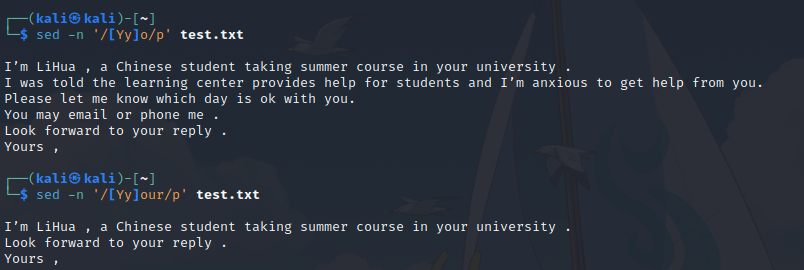 ┌──(kali㉿kali)-[~]
└─$ sed -n '/[Yy]o/p' test.txt
I’m LiHua , a Chinese student taking summer course in your university .
I was told the learning center provides help for students and I’m anxious to get help from you.
Please let me know which day is ok with you.
You may email or phone me .
Look forward to your reply .
Yours ,
┌──(kali㉿kali)-[~]
└─$ sed -n '/[Yy]our/p' test.txt
I’m LiHua , a Chinese student taking summer course in your university .
Look forward to your reply .
Yours ,